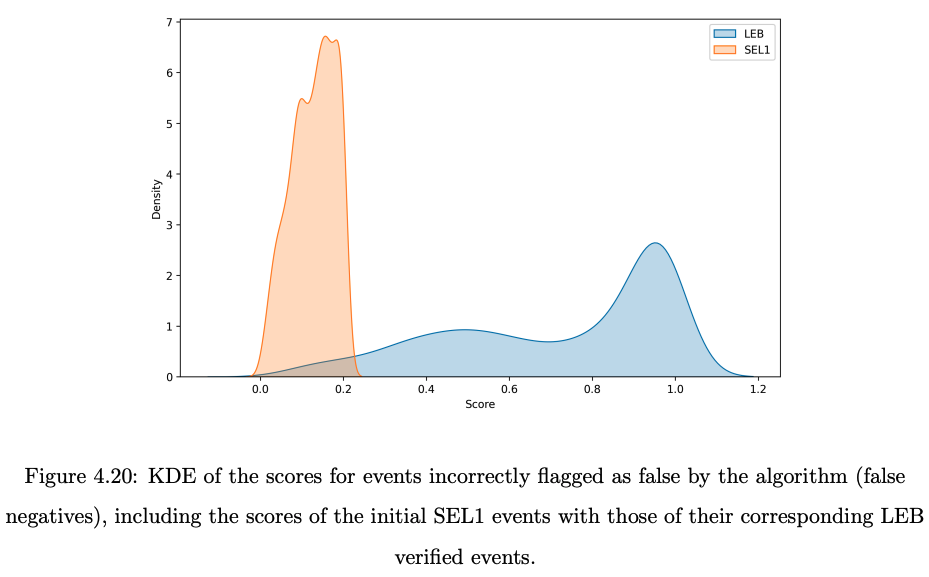 7
6
5
4
3
2
1
0
Density
LEB
SEL1
0.0 0.2 0.4 0.6 0.8 1.0 1.2
Score
Figure 4.20: KDE of the scores for events incorrectly flagged as false by the algorithm (false
negatives), including the scores of the initial SEL1 events with those of their corresponding LEB
verified events.